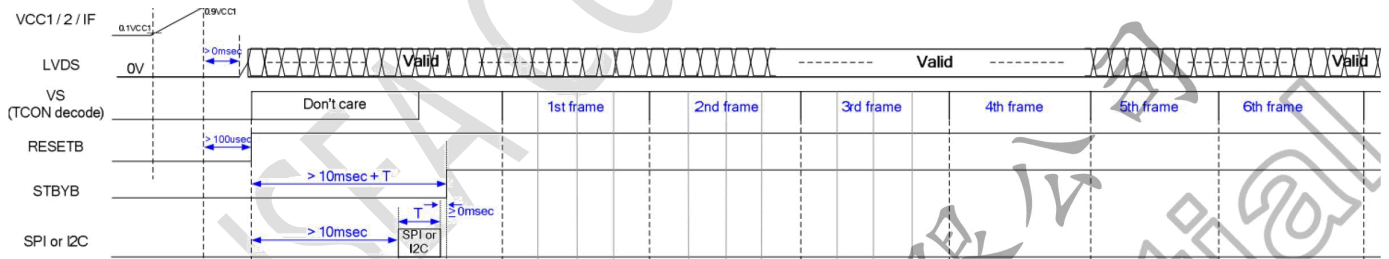 VCC1 / 2 / IF
0.1VCC1
0.9VCC1
> 0msec
LVDS
0V
Valid
Valid
Valid
VS
(TCON decode)
Don't care
1st frame
2nd frame
3rd frame
4th frame
5th frame
6th frame
RESETB
> 100usec
> 10msec + T
STBYB
T
≥0msec
SPI or I2C
> 10msec
SPI or
I2C
公司